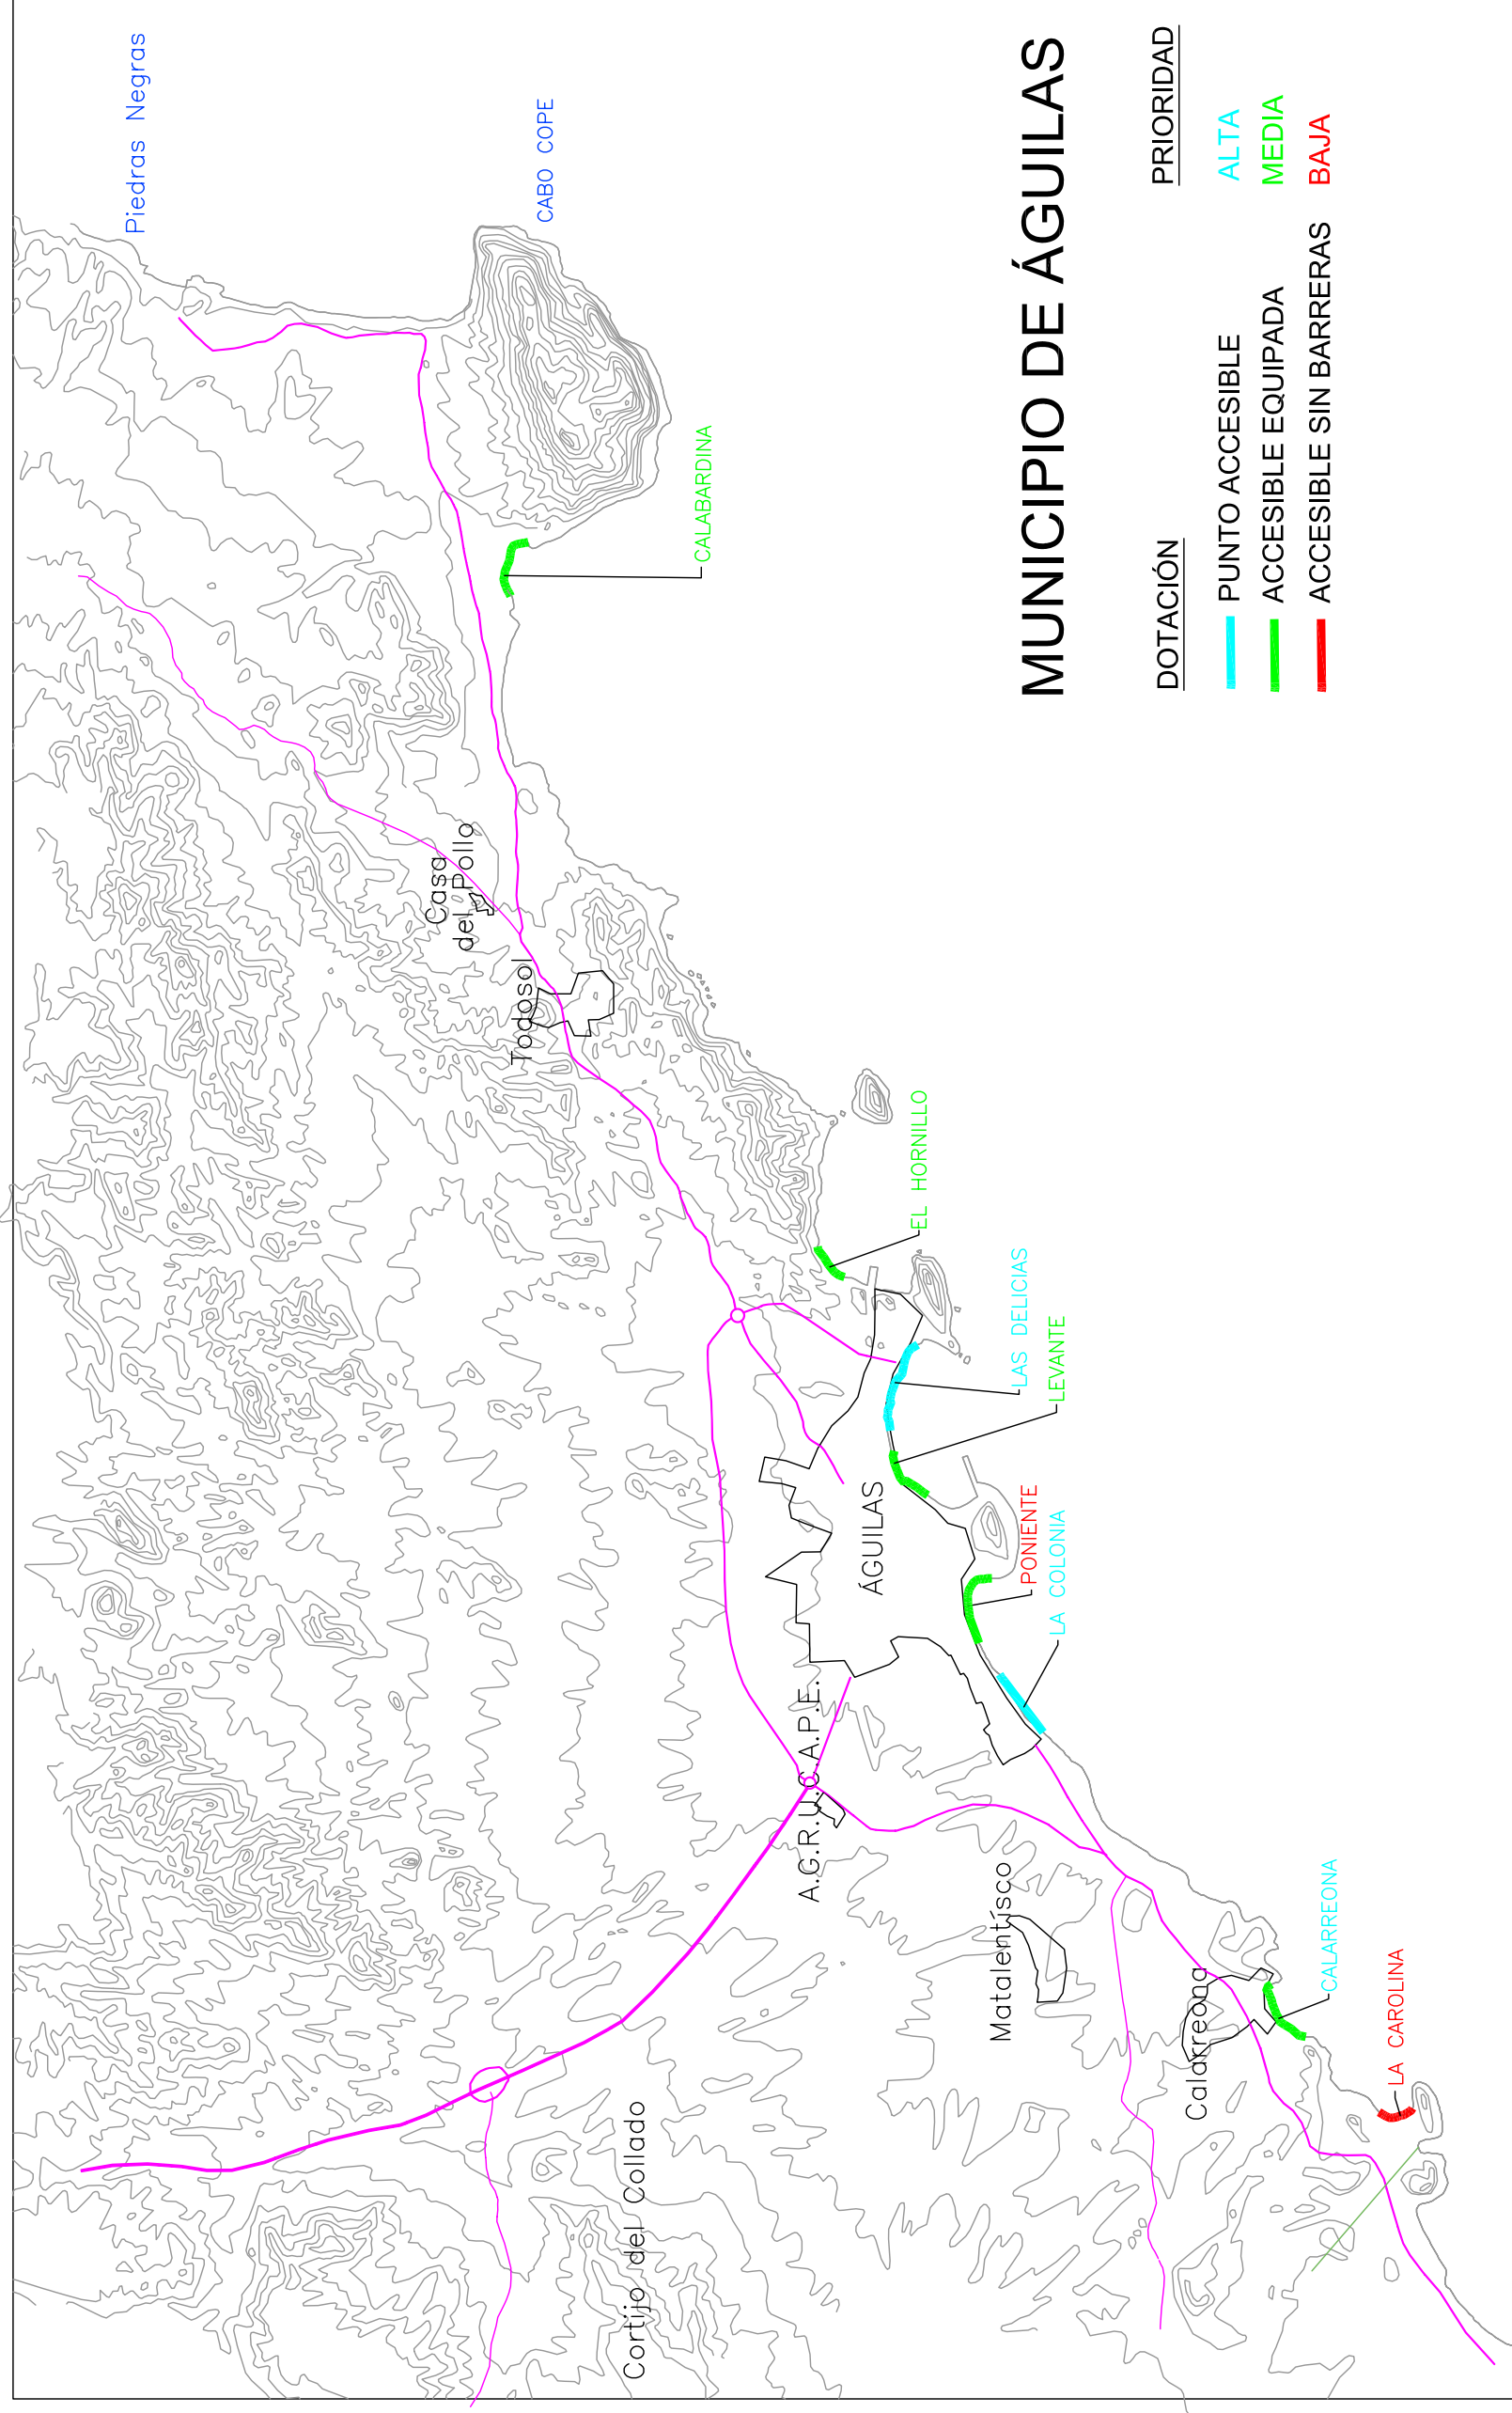 MUNICIPIO DE ÁGUILAS
DOTACIÓN PRIORIDAD
PUNTO ACCESIBLE ALTA
ACCESIBLE EQUIPADA MEDIA
ACCESIBLE SIN BARRERAS BAJA
Piedras Negras
CABO COPE
CALABARDINA
Casa
del Pollo
Todosol
EL HORNILLO
LAS DELICIAS
LEVANTE
ÁGUILAS
PONIENTE
LA COLONIA
A.G.R.U.C.A.P.E.
Matalentísco
Calarreona
CALARREONA
LA CAROLINA
Cortijo del Collado